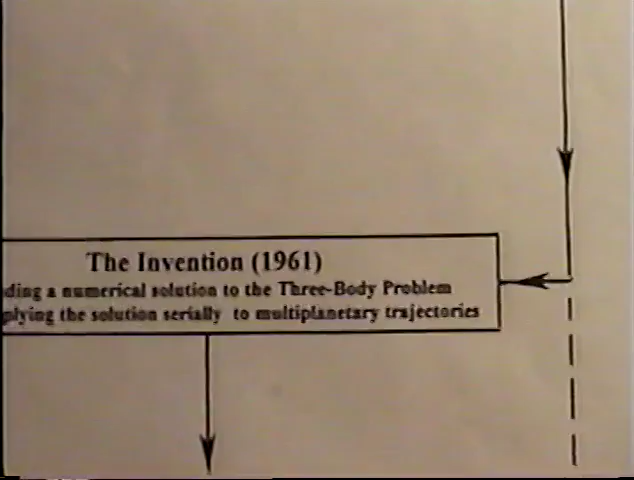 The Invention (1961)
ding a numerical solution to the Three-Body Problem
plying the solution serially to multiplanetary trajectories